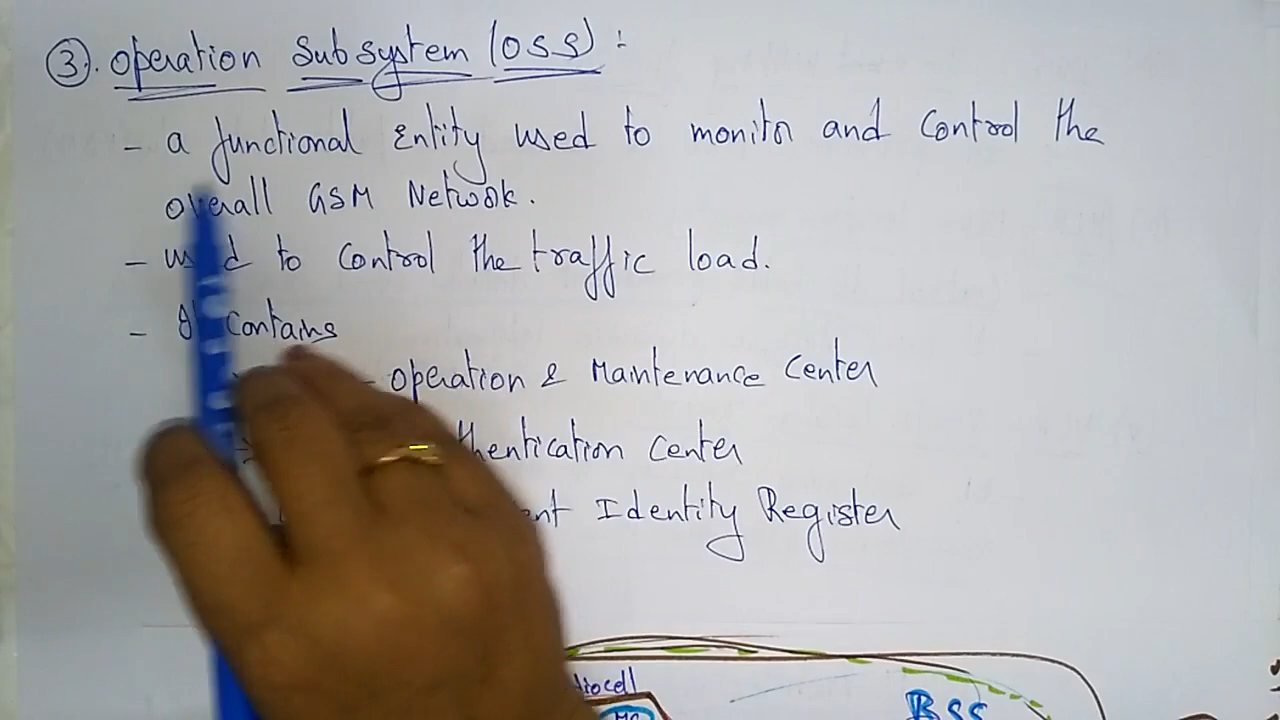 3). operation Subsystem (OSS) :
- a functional Entity used to monitor and Control the
overall GSM Network.
- used to control the traffic load.
- It contains
- operation & Maintenance Center
Center
Identity Register
BSS